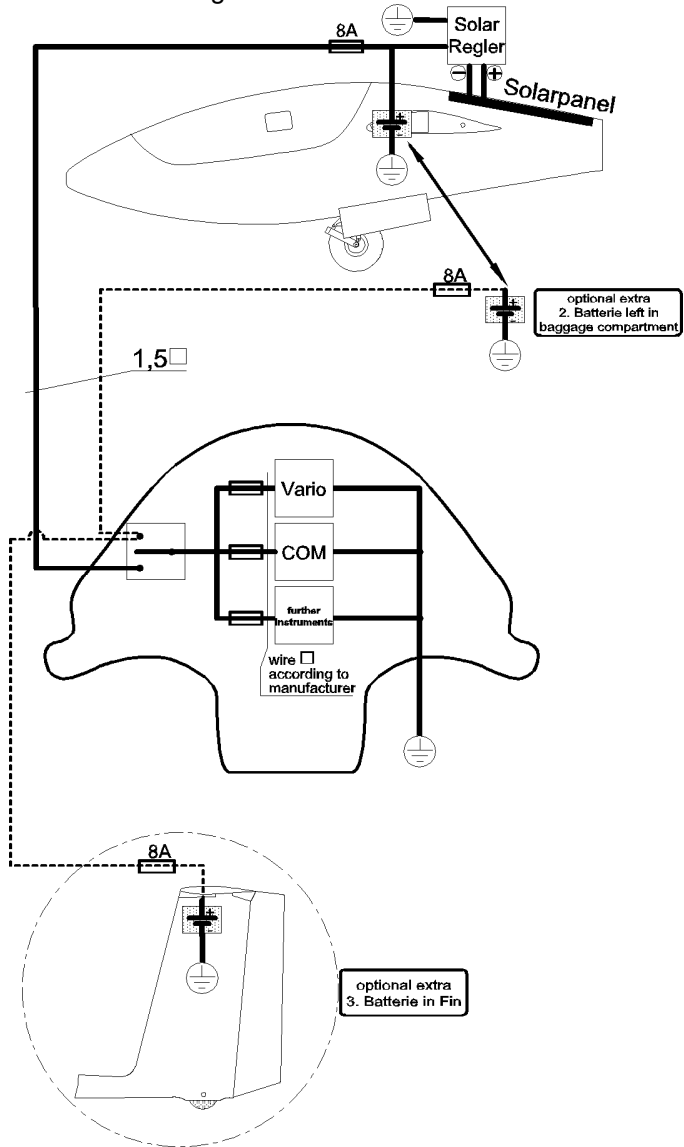 8A
Solar
Regler
− +
Solarpanel
+
-
8A
+
-
optional extra
2. Batterie left in
baggage compartment
1,5□
Vario
COM
further
instruments
wire □
according to
manufacturer
8A
+
-
optional extra
3. Batterie in Fin